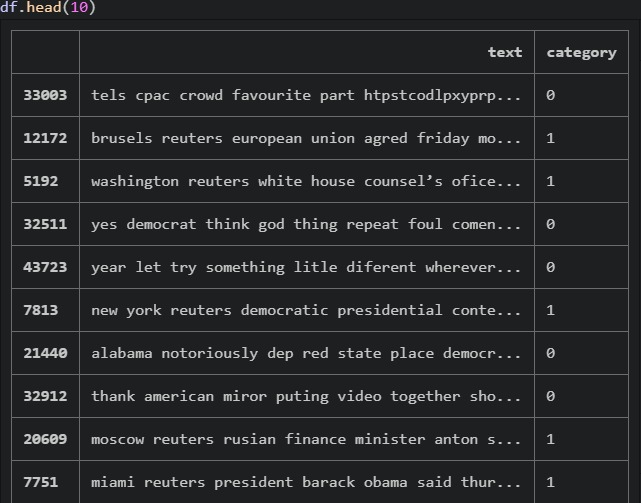 df.head(10)
text category
33003 tels cpac crowd favourite part htpstcodlpxyprp... 0
12172 brusels reuters european union agred friday mo... 1
5192 washington reuters white house counsel’s ofice... 1
32511 yes democrat think god thing repeat foul comen... 0
43723 year let try something litle diferent wherever... 0
7813 new york reuters democratic presidential conte... 1
21440 alabama notoriously dep red state place democr... 0
32912 thank american miror puting video together sho... 0
20609 moscow reuters rusian finance minister anton s... 1
7751 miami reuters president barack obama said thur... 1